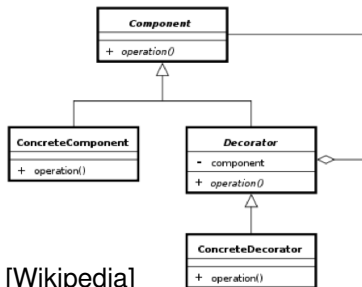 Component
+ operation()
ConcreteComponent
+ operation()
Decorator
- component
+ operation()
ConcreteDecorator
+ operation()
[Wikipedia]